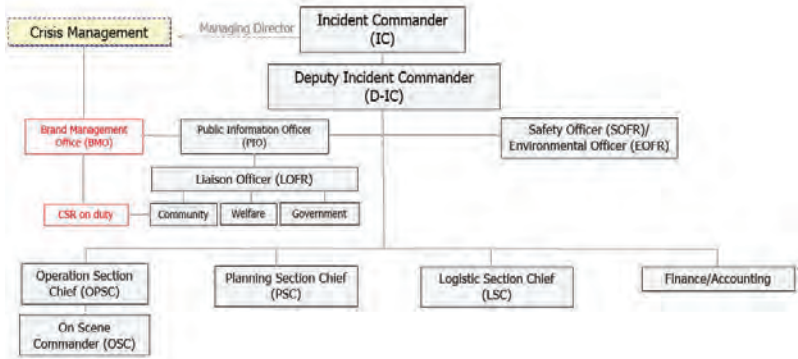 Crisis Management
Managing Director
Incident Commander
(IC)
Deputy Incident Commander
(D-IC)
Brand Management
Office (BMO)
Public Information Officer
(PIO)
Safety Officer (SOFR)/
Environmental Officer (EOFR)
Liaison Officer (LOFR)
CSR on duty
Community
Welfare
Government
Operation Section
Chief (OPSC)
Planning Section Chief
(PSC)
Logistic Section Chief
(LSC)
Finance/Accounting
On Scene
Commander (OSC)